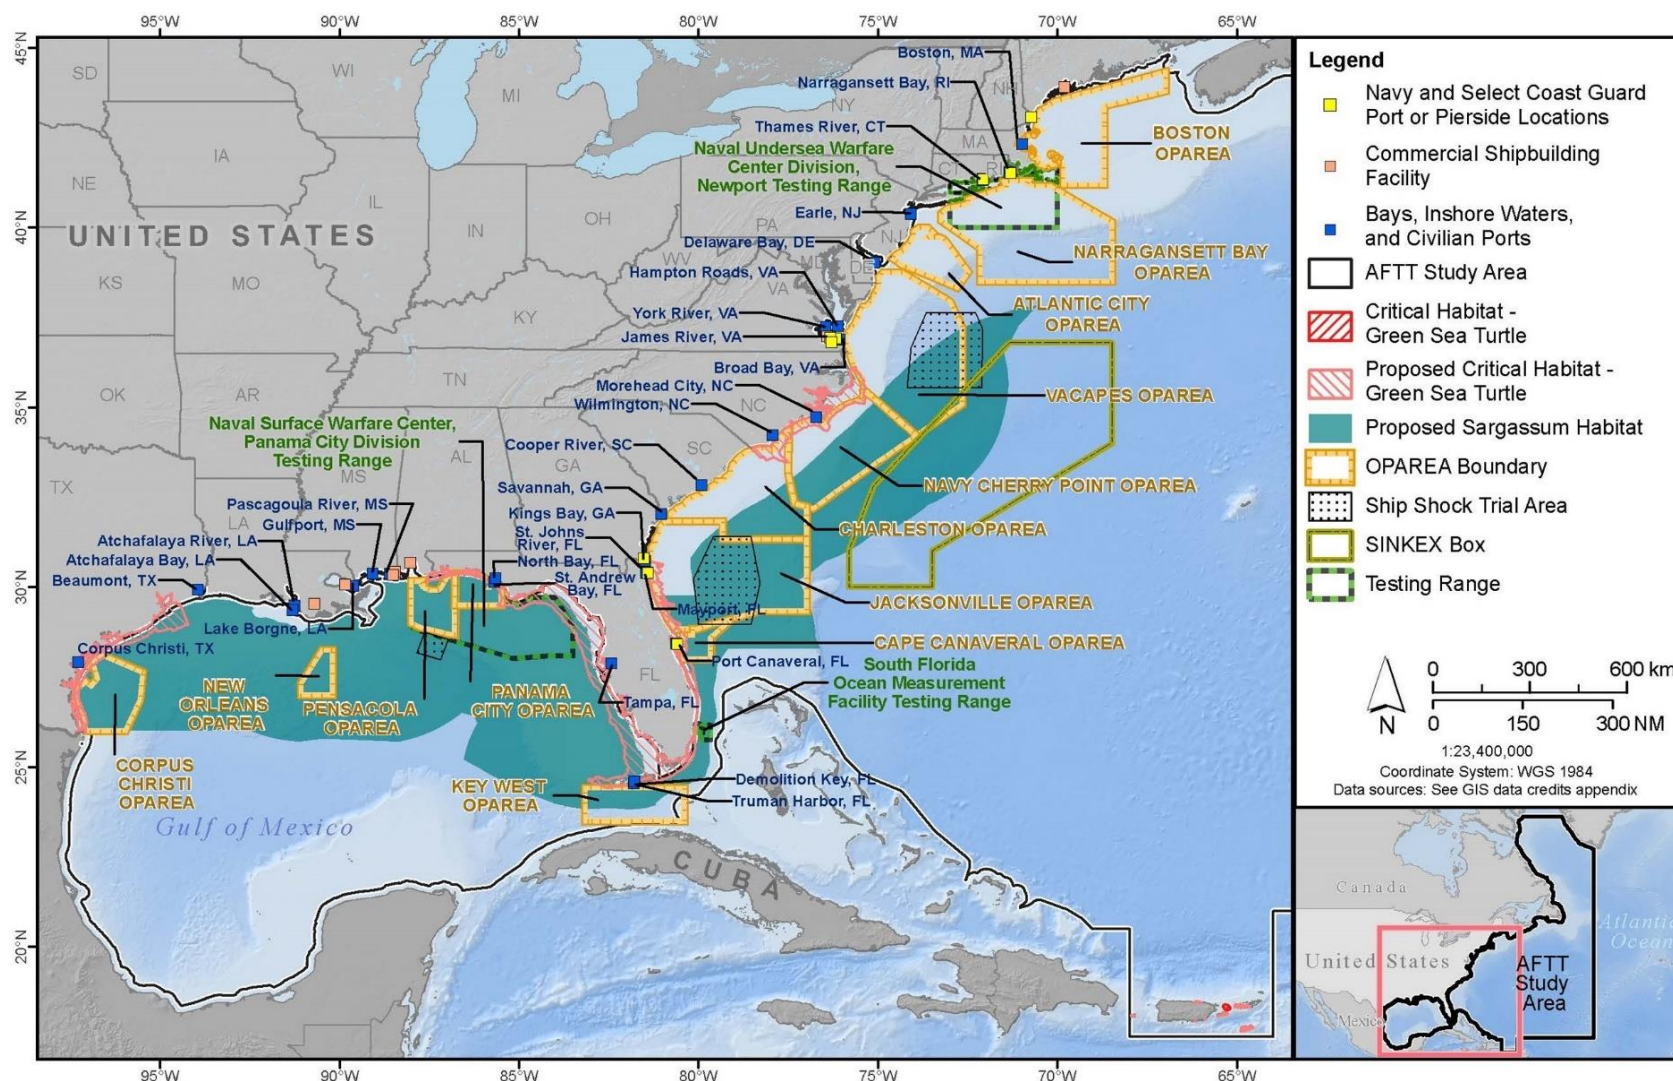 95°W
90°W
85°W
80°W
75°W
70°W
65°W
45°N
40°N
35°N
30°N
25°N
20°N
SD
WI
MI
NY
NH
MA
CT
RI
IA
NE
IL
IN
OH
PA
NJ
MD
DE
WV
VA
KS
MO
KY
OK
AR
TN
NC
SC
TX
LA
MS
AL
GA
FL
UNITED STATES
CUBA
Gulf of Mexico
Boston, MA
Narragansett Bay, RI
Thames River, CT
Naval Undersea Warfare
Center Division,
Newport Testing Range
Earle, NJ
Delaware Bay, DE
Hampton Roads, VA
York River, VA
James River, VA
Broad Bay, VA
Morehead City, NC
Wilmington, NC
Cooper River, SC
Savannah, GA
Kings Bay, GA
St. Johns
River, FL
North Bay, FL
St. Andrew
Bay, FL
Mayport, FL
Port Canaveral, FL
Tampa, FL
Demolition Key, FL
Truman Harbor, FL
South Florida
Ocean Measurement
Facility Testing Range
Naval Surface Warfare Center,
Panama City Division
Testing Range
Pascagoula River, MS
Gulfport, MS
Atchafalaya River, LA
Atchafalaya Bay, LA
Beaumont, TX
Lake Borgne, LA
Corpus Christi, TX
BOSTON
OPAREA
NARRAGANSETT BAY
OPAREA
ATLANTIC CITY
OPAREA
VACAPES OPAREA
NAVY CHERRY POINT OPAREA
CHARLESTON OPAREA
JACKSONVILLE OPAREA
CAPE CANAVERAL OPAREA
NEW
ORLEANS
OPAREA
PENSACOLA
OPAREA
PANAMA
CITY OPAREA
CORPUS
CHRISTI
OPAREA
KEY WEST
OPAREA
95°W
90°W
85°W
80°W
75°W
70°W
65°W
Legend
Navy and Select Coast Guard
Port or Pierside Locations
Commercial Shipbuilding
Facility
Bays, Inshore Waters,
and Civilian Ports
AFTT Study Area
Critical Habitat -
Green Sea Turtle
Proposed Critical Habitat -
Green Sea Turtle
Proposed Sargassum Habitat
OPAREA Boundary
Ship Shock Trial Area
SINKEX Box
Testing Range
N
0 300 600 km
0 150 300 NM
1:23,400,000
Coordinate System: WGS 1984
Data sources: See GIS data credits appendix
Canada
United States
Mexico
Atlantic
Ocean
AFTT
Study
Area